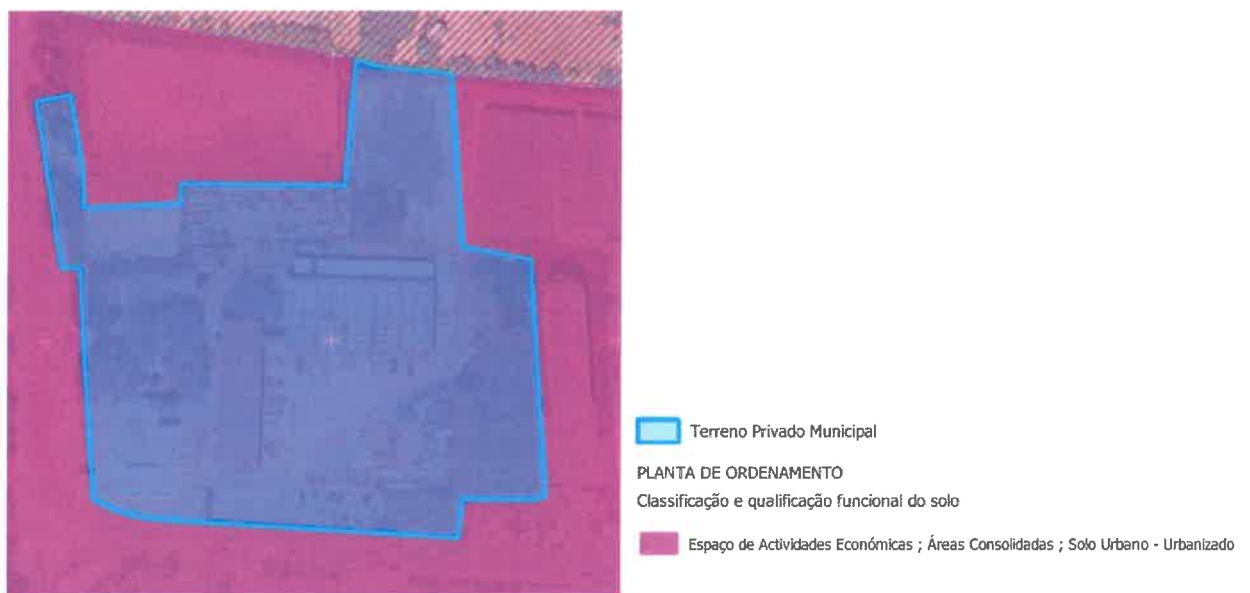 Terreno Privado Municipal
PLANTA DE ORDENAMENTO
Classificação e qualificação funcional do solo
Espaço de Actividades Económicas ; Áreas Consolidadas ; Solo Urbano - Urbanizado